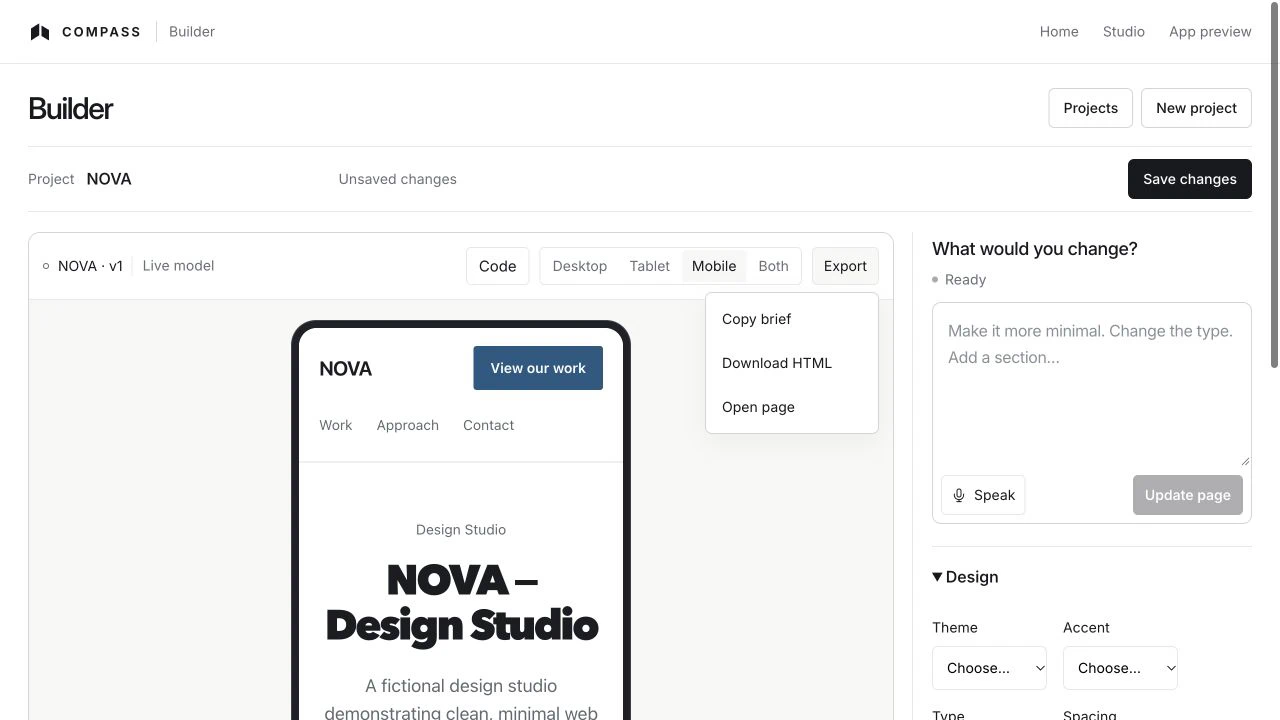 COMPASS Builder Home Studio App preview
Builder Projects New project
Project NOVA Unsaved changes Save changes
NOVA · v1 Live model Code Desktop Tablet Mobile Both Export
Copy brief
Download HTML
Open page
NOVA View our work
Work Approach Contact
Design Studio
NOVA –
Design Studio
A fictional design studio
demonstrating clean, minimal web
What would you change?
Ready
Make it more minimal. Change the type.
Add a section...
Speak Update page
Design
Theme Accent
Choose... Choose...
Type Spacing